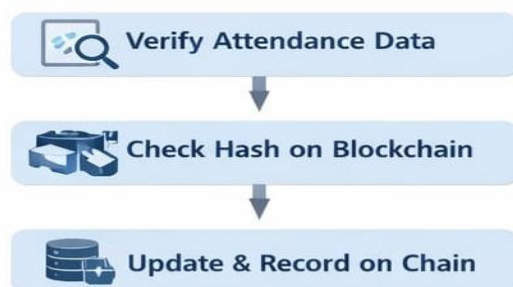 Verify Attendance Data
Check Hash on Blockchain
Update & Record on Chain